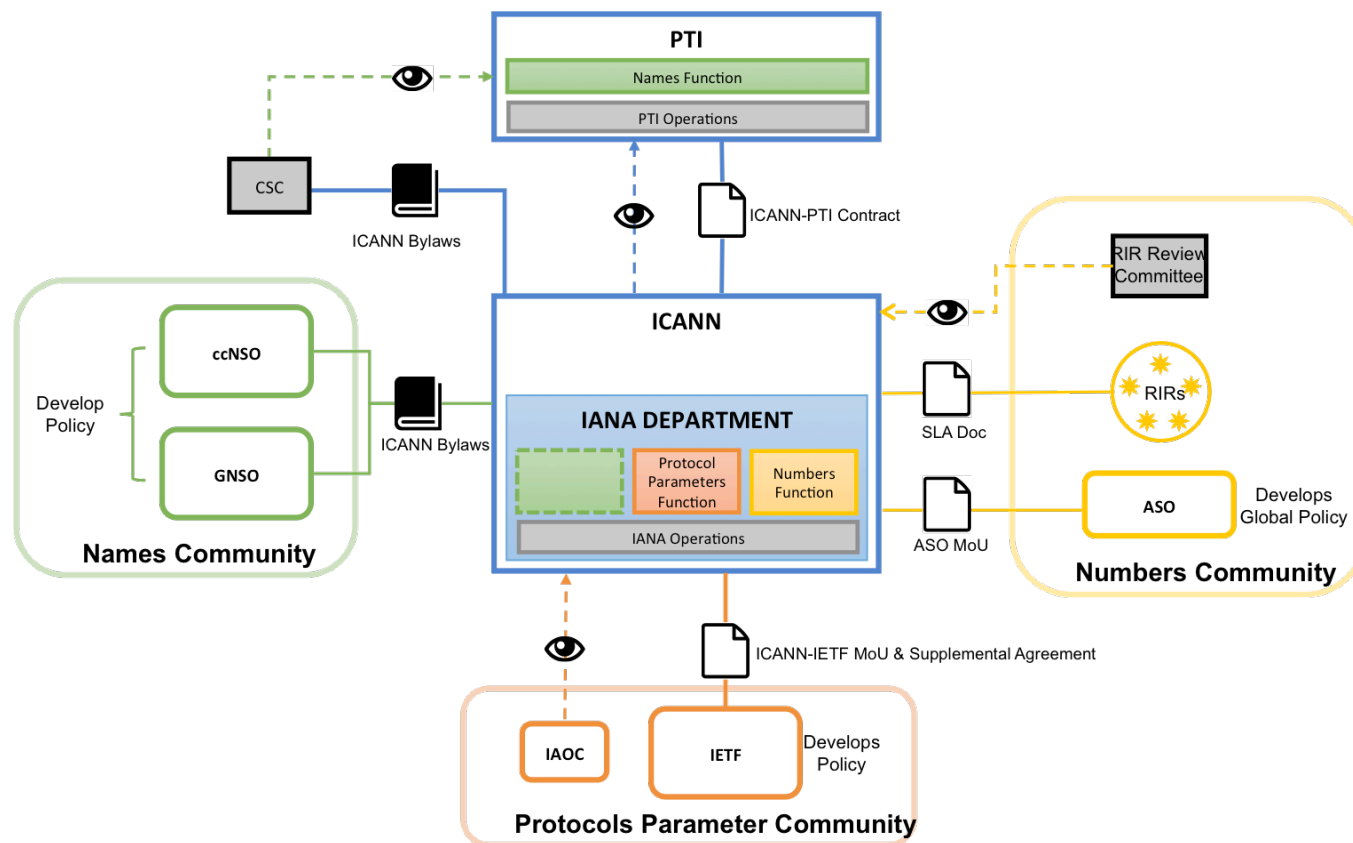 PTI
Names Function
PTI Operations
CSC
ICANN Bylaws
ICANN-PTI Contract
RIR Review
Committee
ICANN
ccNSO
Develop
Policy
GNSO
ICANN Bylaws
Names Community
IANA DEPARTMENT
Protocol
Parameters
Function
Numbers
Function
IANA Operations
SLA Doc
RIRs
ASO MoU
ASO
Develops
Global Policy
Numbers Community
ICANN-IETF MoU & Supplemental Agreement
IAOC
IETF
Develops
Policy
Protocols Parameter Community